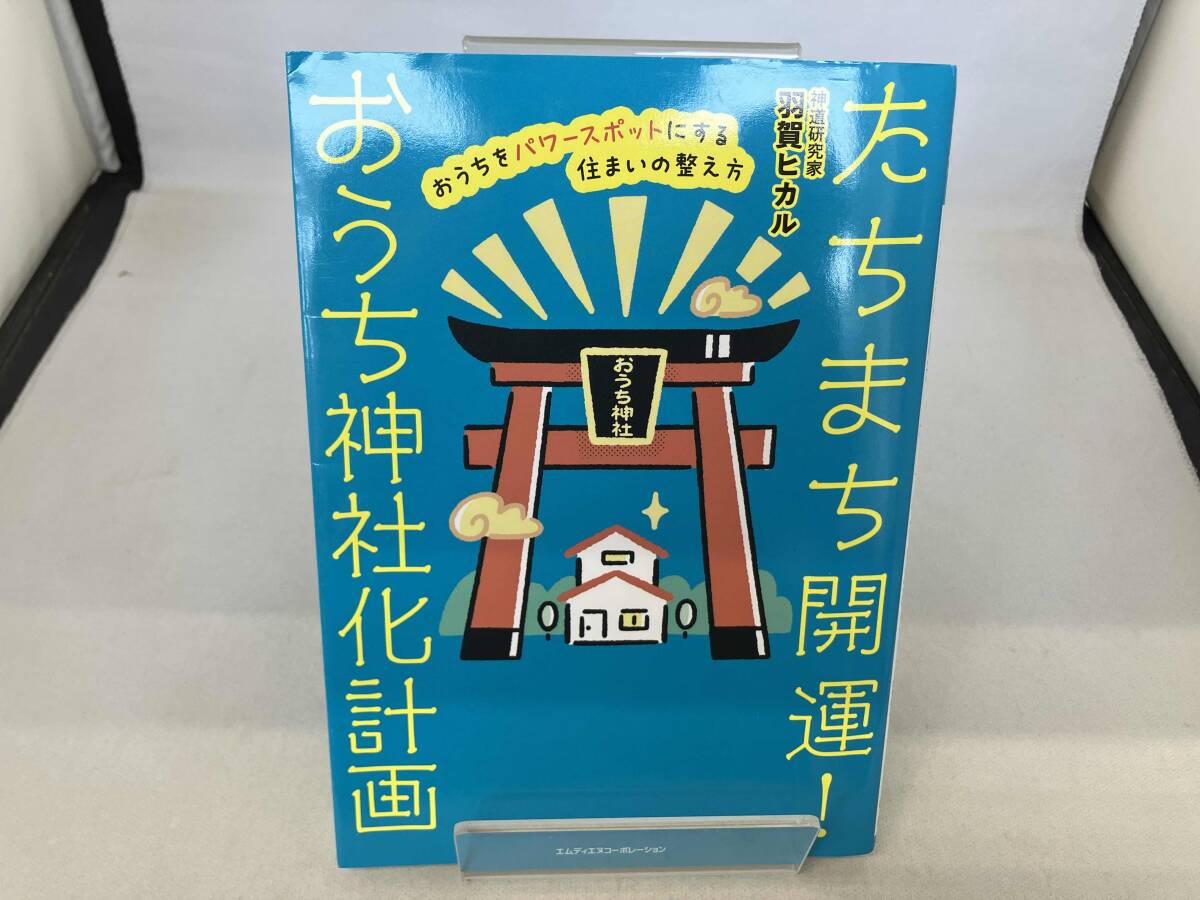 たちまち開運！
おうち神社化計画
神道研究家
羽賀ヒカル
おうちをパワースポットにする
住まいの整え方
おうち神社
エムディエヌコーポレーション